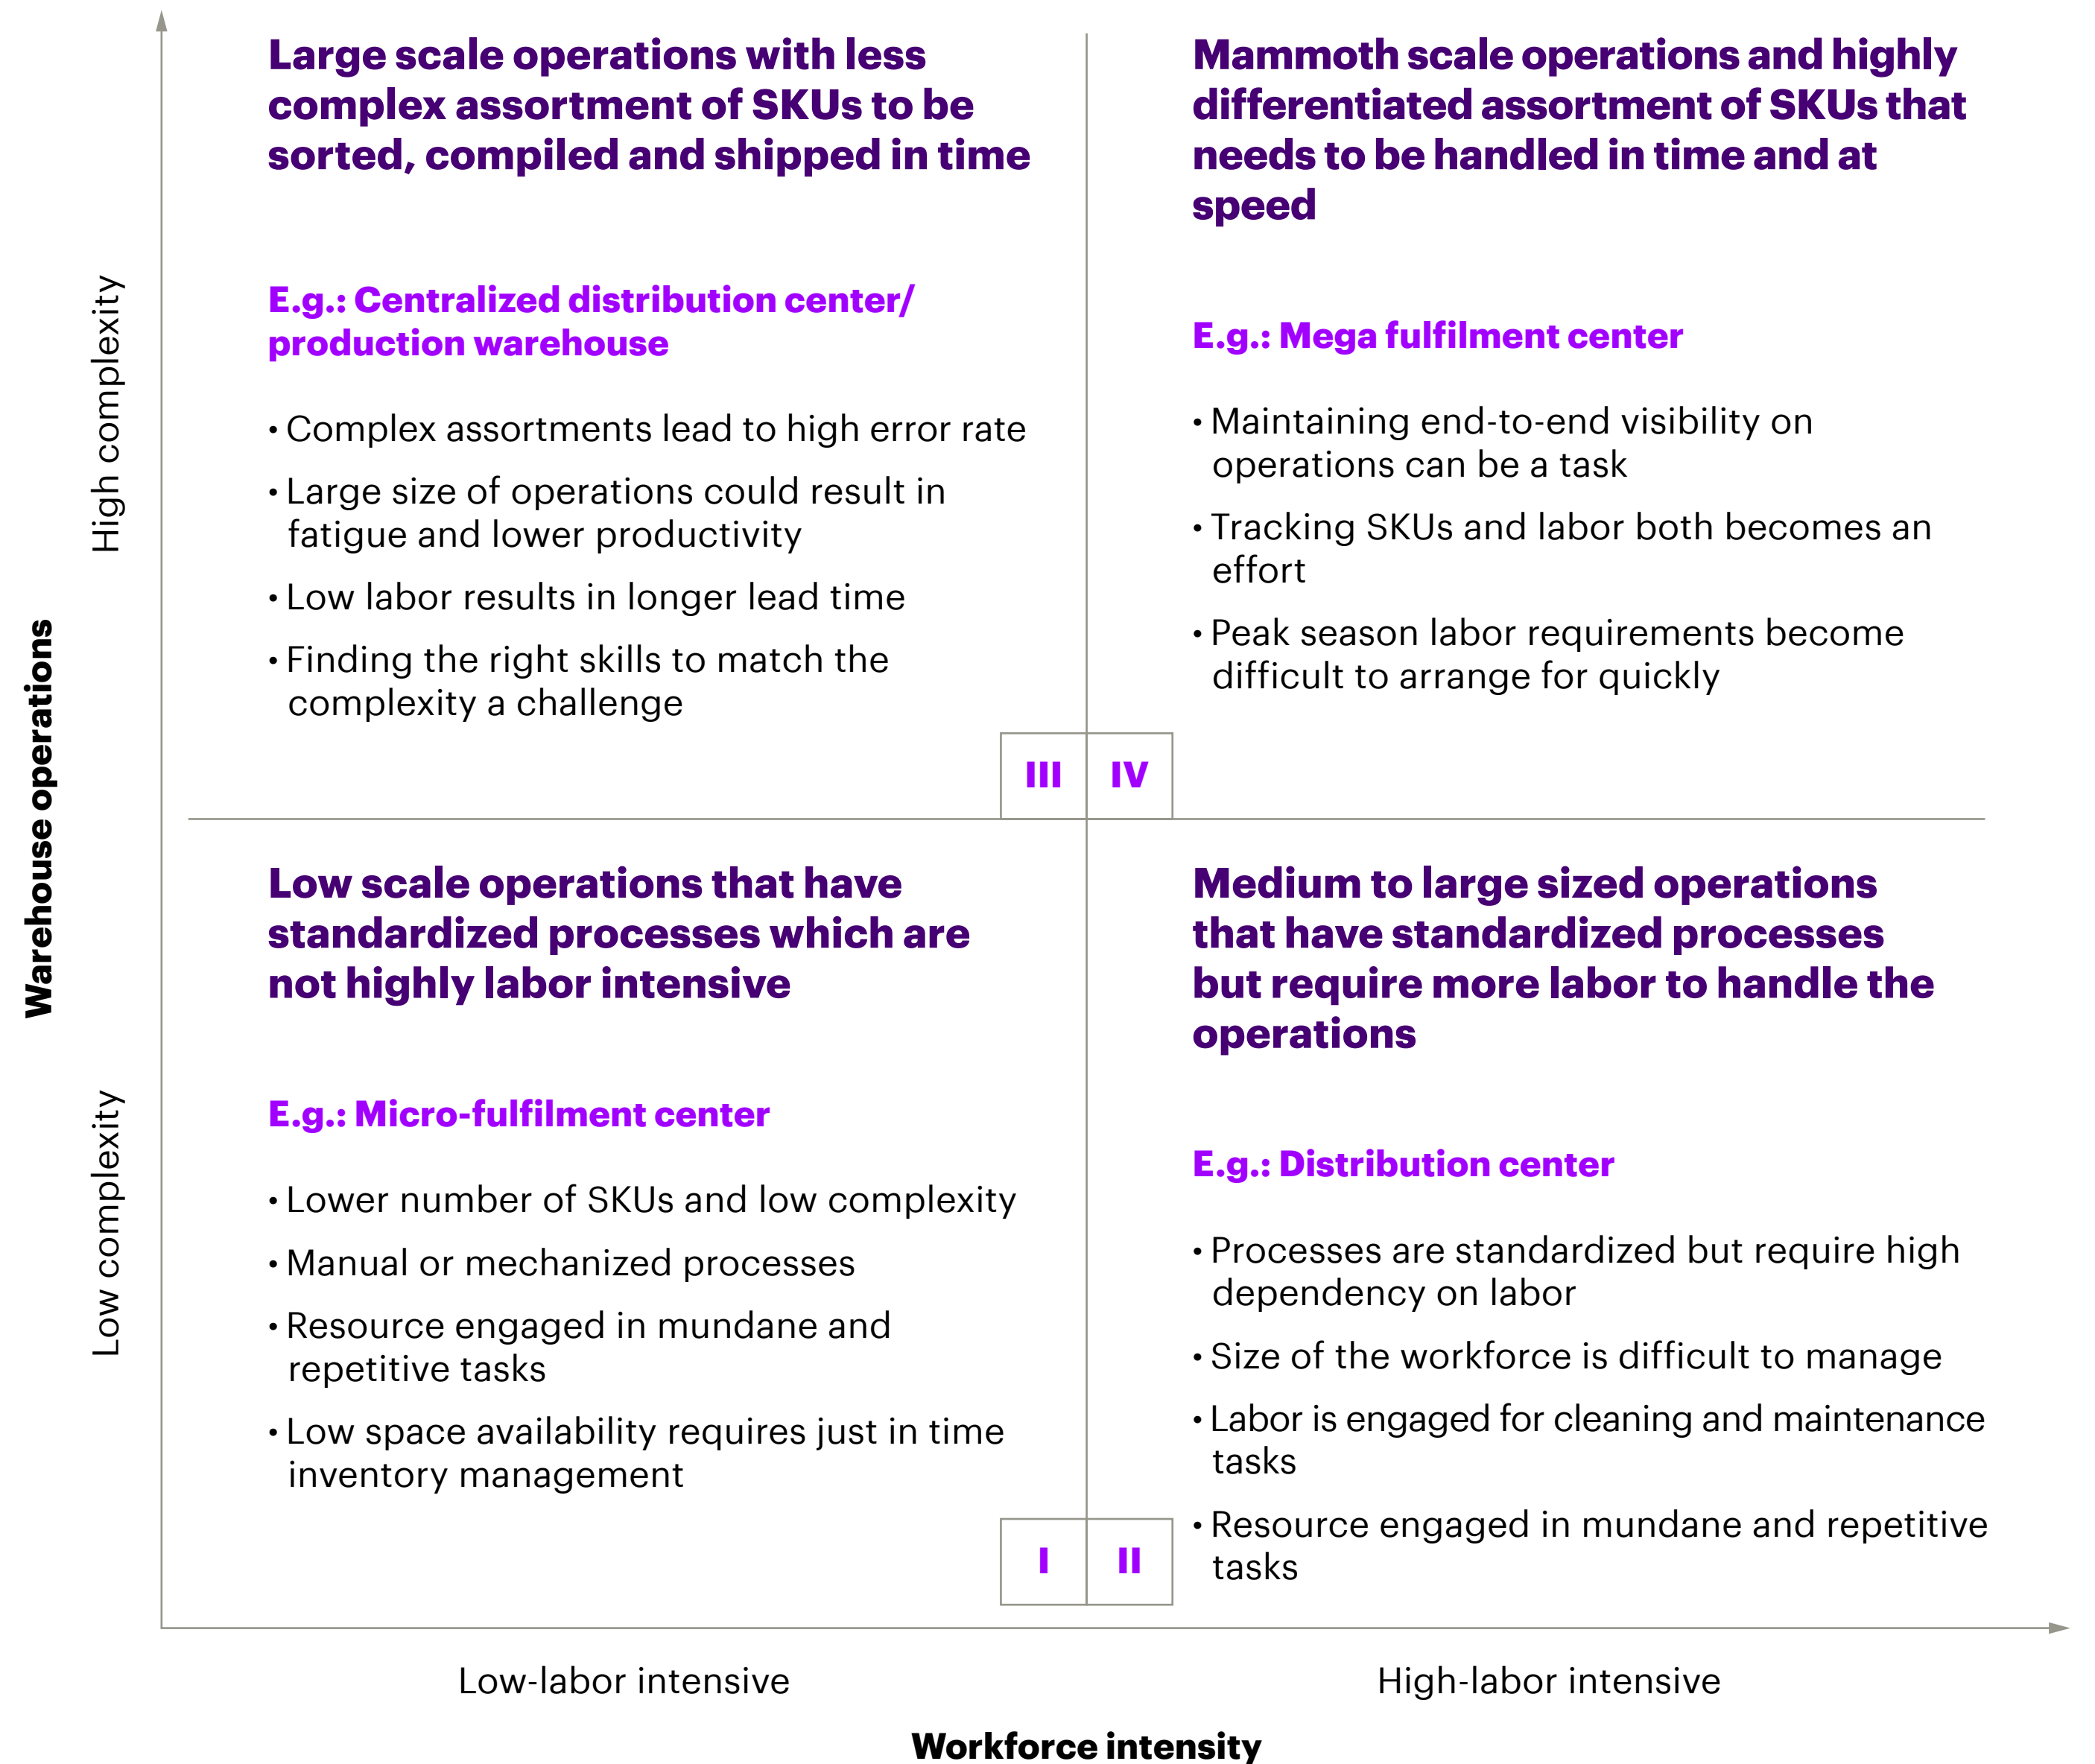 Large scale operations with less
complex assortment of SKUs to be
sorted, compiled and shipped in time
E.g.: Centralized distribution center/
production warehouse
• Complex assortments lead to high error rate
• Large size of operations could result in
fatigue and lower productivity
• Low labor results in longer lead time
• Finding the right skills to match the
complexity a challenge
III
Mammoth scale operations and highly
differentiated assortment of SKUs that
needs to be handled in time and at
speed
E.g.: Mega fulfilment center
• Maintaining end-to-end visibility on
operations can be a task
• Tracking SKUs and labor both becomes an
effort
• Peak season labor requirements become
difficult to arrange for quickly
IV
Low scale operations that have
standardized processes which are
not highly labor intensive
E.g.: Micro-fulfilment center
• Lower number of SKUs and low complexity
• Manual or mechanized processes
• Resource engaged in mundane and
repetitive tasks
• Low space availability requires just in time
inventory management
I
Medium to large sized operations
that have standardized processes
but require more labor to handle the
operations
E.g.: Distribution center
• Processes are standardized but require high
dependency on labor
• Size of the workforce is difficult to manage
• Labor is engaged for cleaning and maintenance
tasks
• Resource engaged in mundane and repetitive
tasks
II
High complexity
Warehouse operations
Low complexity
Low-labor intensive
High-labor intensive
Workforce intensity